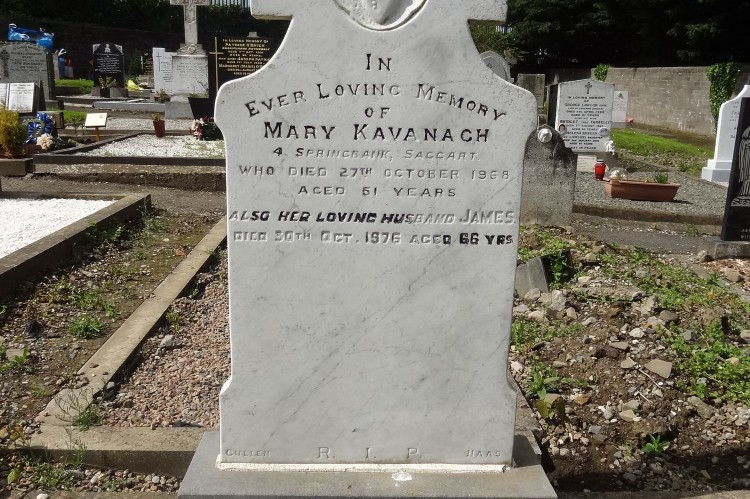 IN
EVER LOVING MEMORY
OF
MARY KAVANAGH
4, SPRINGBANK, SAGGART.
WHO DIED 27TH OCTOBER 1968
AGED 61 YEARS
ALSO HER LOVING HUSBAND JAMES
DIED 30TH OCT. 1976 AGED 66 YRS
CULLEN R. I. P. NAAS